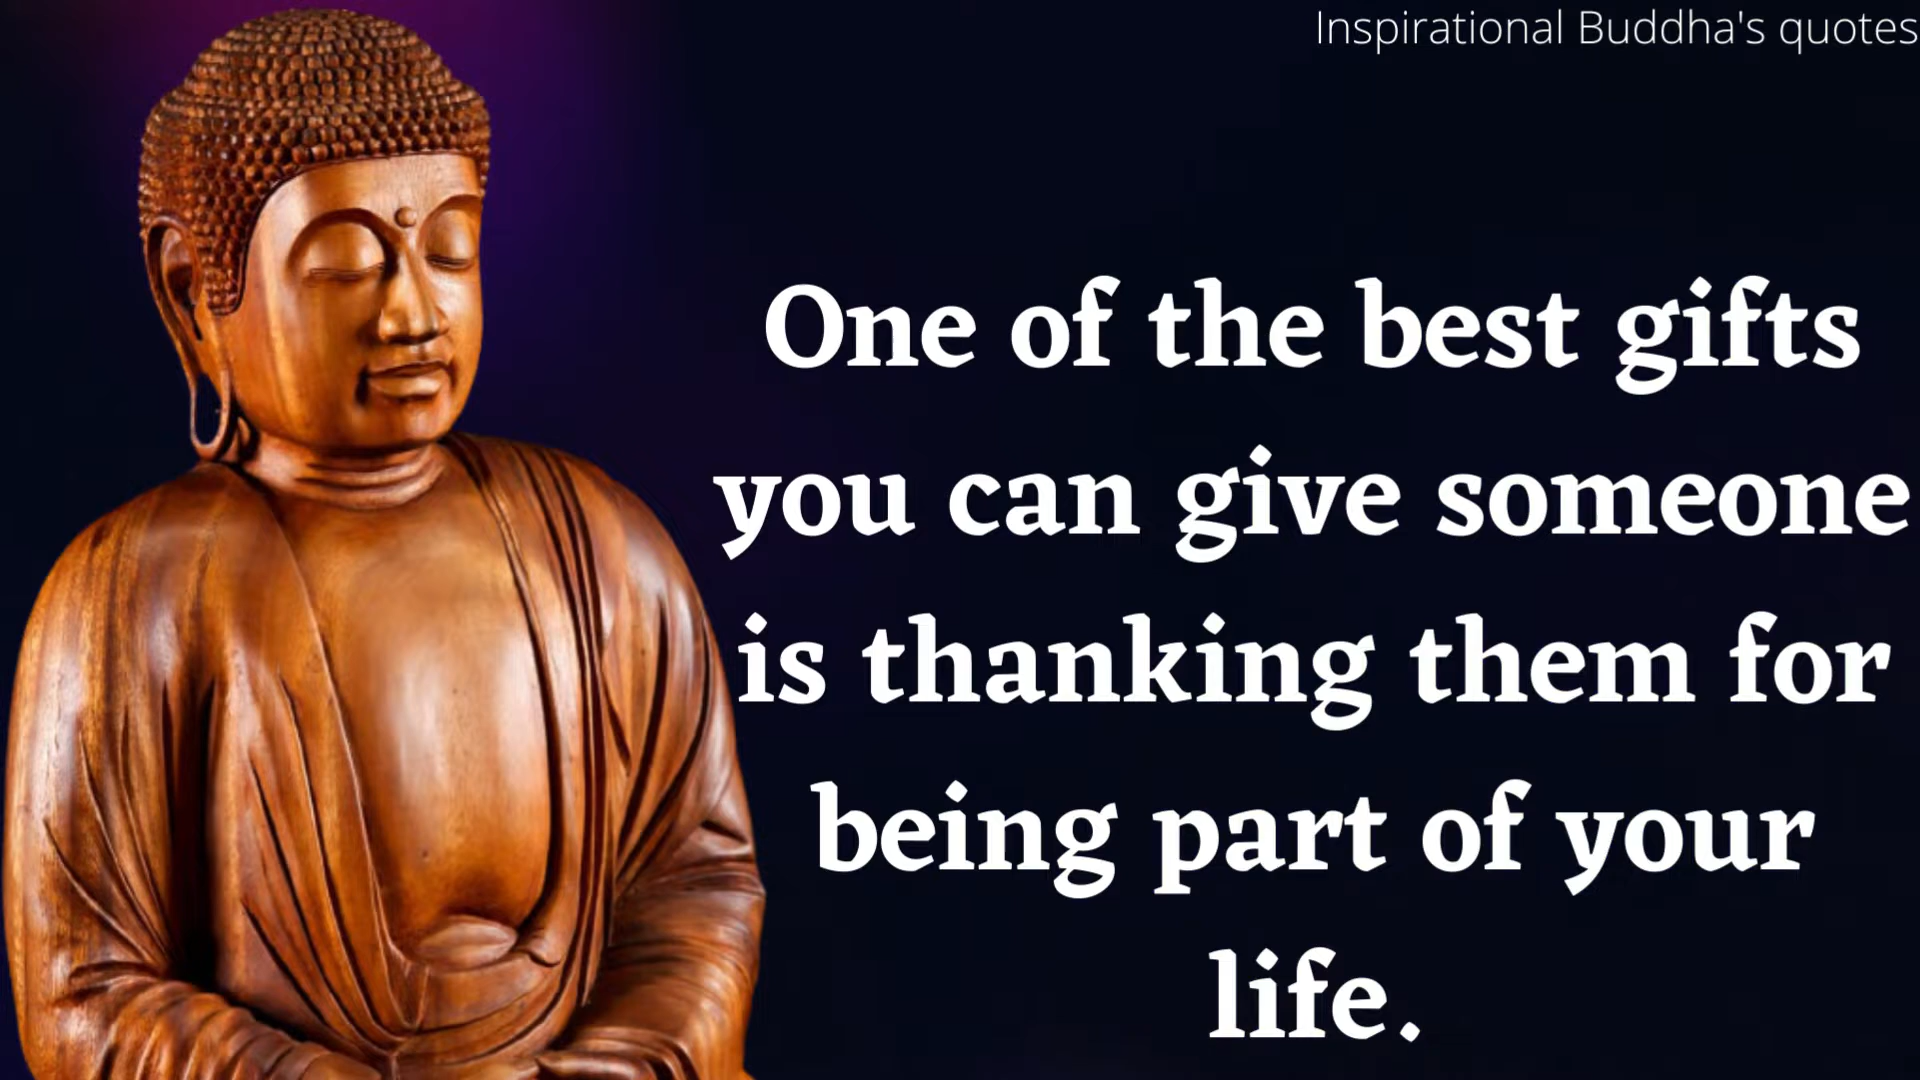 Inspirational Buddha's quotes
One of the best gifts
you can give someone
is thanking them for
being part of your
life.